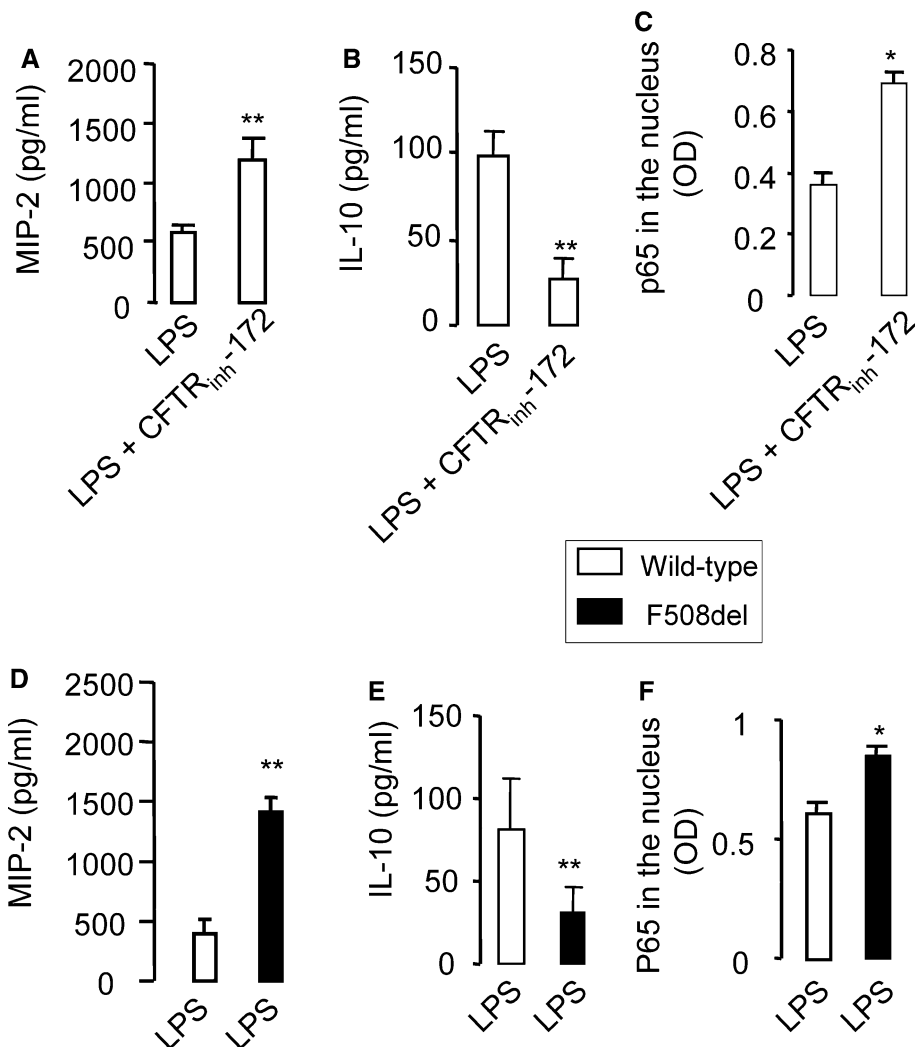 A
MIP-2 (pg/ml)
2000
1500
1000
500
0
**
LPS
LPS + CFTRinh-172
B
IL-10 (pg/ml)
150
100
50
0
**
LPS
LPS + CFTRinh-172
C
p65 in the nucleus
(OD)
0.8
0.6
0.4
0.2
0
*
LPS
LPS + CFTRinh-172
Wild-type
F508del
D
MIP-2 (pg/ml)
2500
2000
1500
1000
500
0
**
LPS
LPS
E
IL-10 (pg/ml)
150
100
50
0
**
LPS
LPS
F
P65 in the nucleus
(OD)
1
0.5
0
*
LPS
LPS